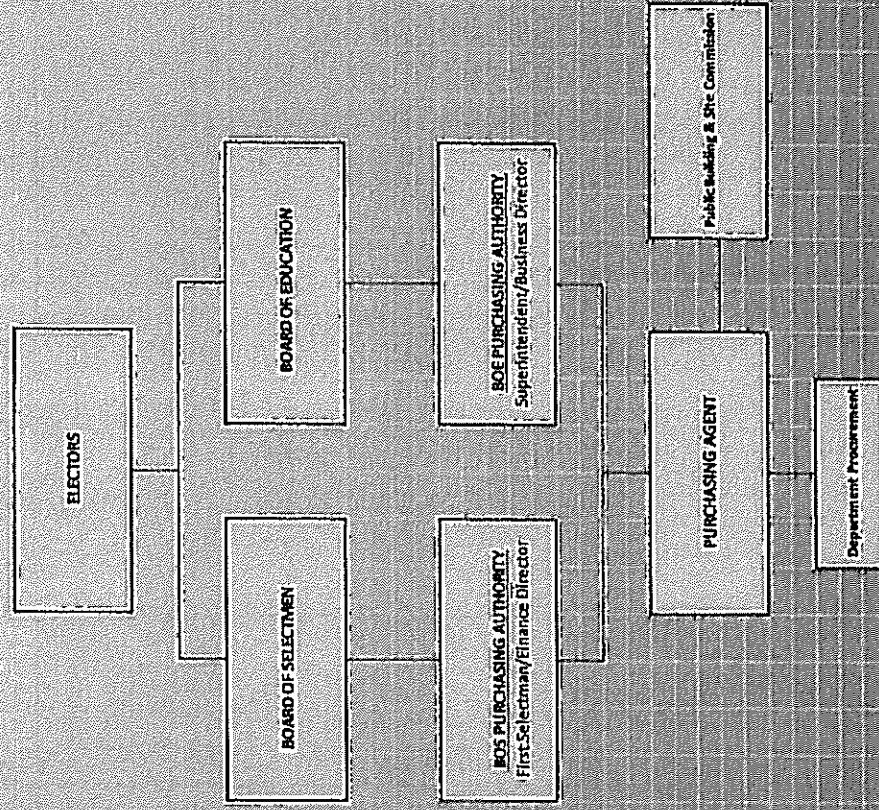 ELECTORS
BOARD OF SELECTMEN
BOARD OF EDUCATION
BOS PURCHASING AUTHORITY
First Selectman/Finance Director
BOE PURCHASING AUTHORITY
Superintendent/Business Director
PURCHASING AGENT
Public Building & Site Commission
Department Procurement